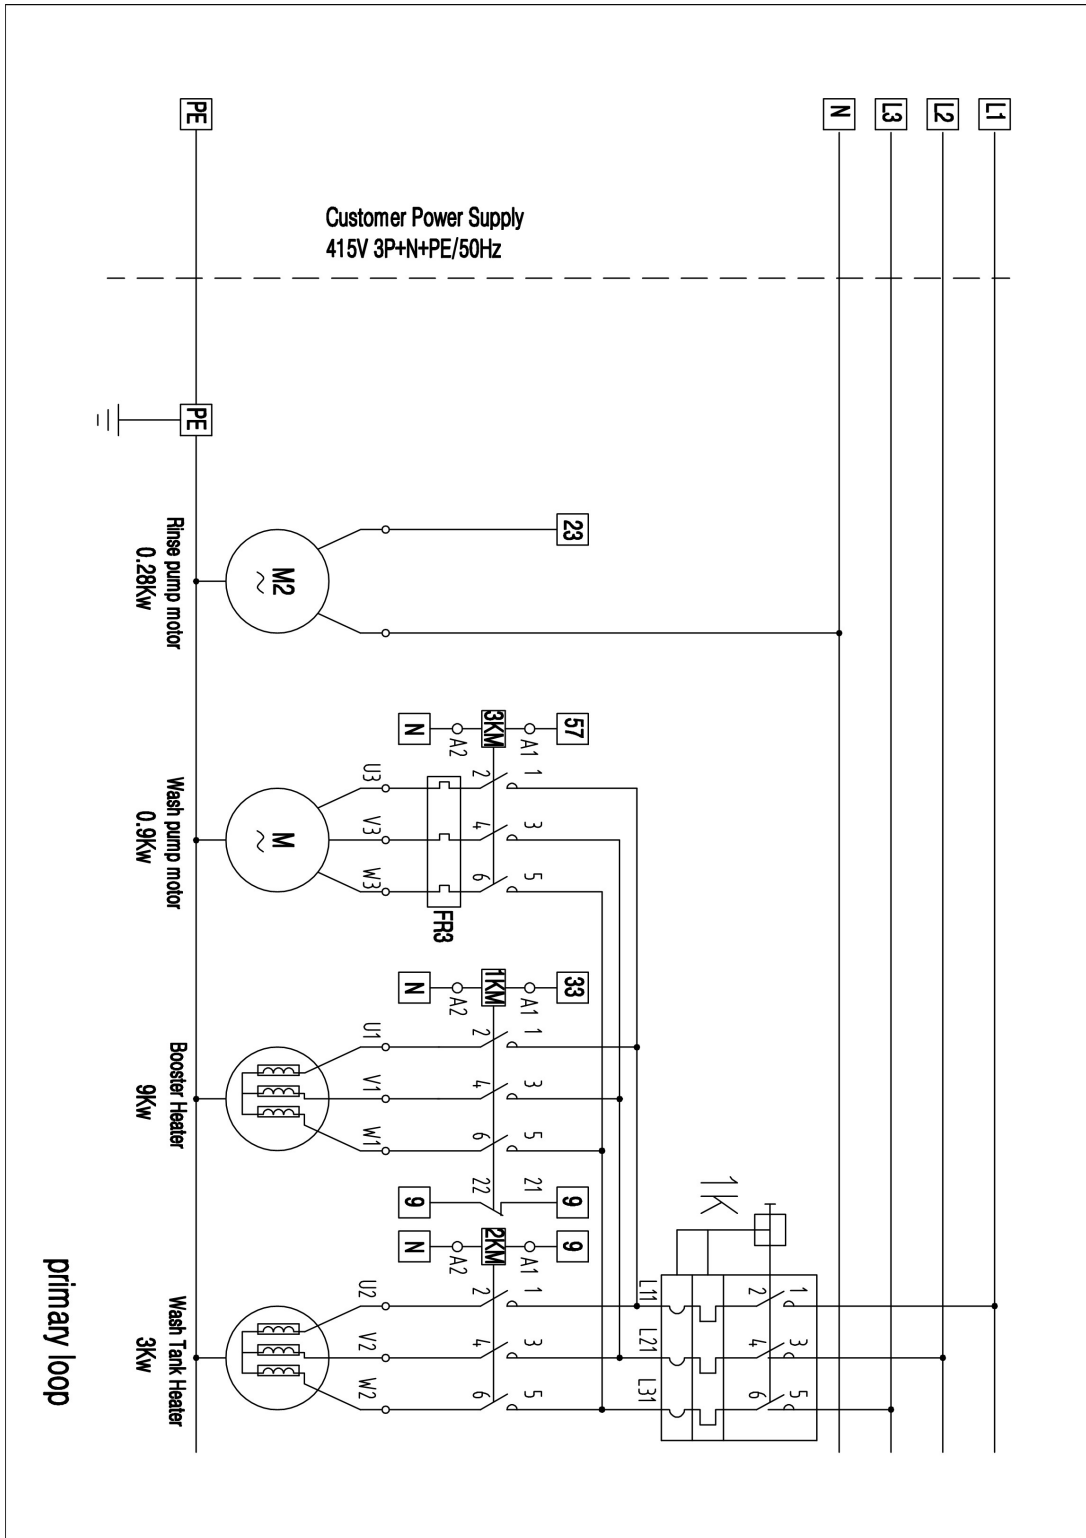 L1
L2
L3
N
PE
Customer Power Supply
415V 3P+N+PE/50Hz
PE
23
M2
~
Rinse pump motor
0.28Kw
57
A1
3KM
A2
N
1
3
5
2
4
6
FR3
U3
V3
W3
M
~
Wash pump motor
0.9Kw
33
A1
1KM
A2
N
1
3
5
21
2
4
6
22
9
9
U1
V1
W1
Booster Heater
9Kw
9
A1
2KM
A2
N
1
3
5
2
4
6
U2
V2
W2
Wash Tank Heater
3Kw
1K
1
3
5
2
4
6
L11
L21
L31
primary loop